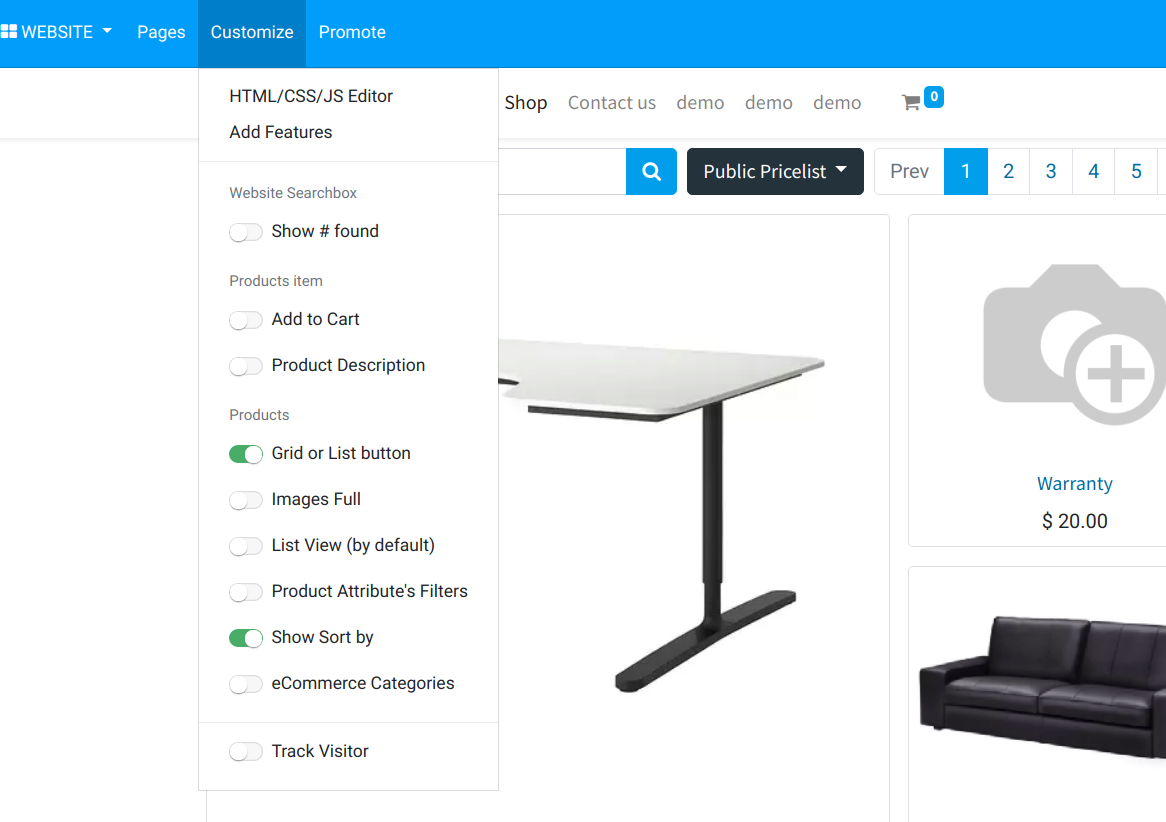 WEBSITE Pages Customize Promote
HTML/CSS/JS Editor
Add Features
Website Searchbox
Show # found
Products item
Add to Cart
Product Description
Products
Grid or List button
Images Full
List View (by default)
Product Attribute's Filters
Show Sort by
eCommerce Categories
Track Visitor
Shop Contact us demo demo demo 0
Public Pricelist Prev 1 2 3 4 5
Warranty
$ 20.00